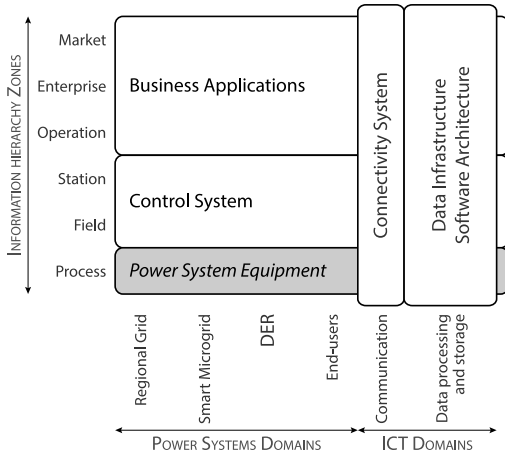 INFORMATION HIERARCHY ZONES
Market
Enterprise
Operation
Station
Field
Process
Business Applications
Control System
Power System Equipment
Connectivity System
Data Infrastructure
Software Architecture
Regional Grid
Smart Microgrid
DER
End-users
Communication
Data processing
and storage
POWER SYSTEMS DOMAINS
ICT DOMAINS